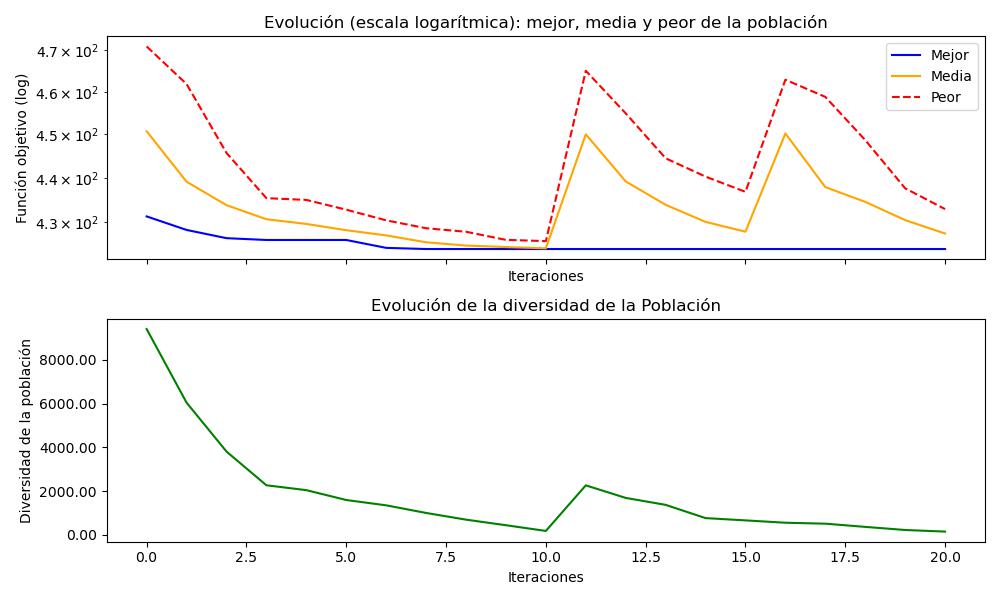 Evolución (escala logarítmica): mejor, media y peor de la población
Función objetivo (log)
4.7 × 10²
4.6 × 10²
4.5 × 10²
4.4 × 10²
4.3 × 10²
Mejor
Media
Peor
Iteraciones
Evolución de la diversidad de la Población
Diversidad de la población
8000.00
6000.00
4000.00
2000.00
0.00
0.0 2.5 5.0 7.5 10.0 12.5 15.0 17.5 20.0
Iteraciones